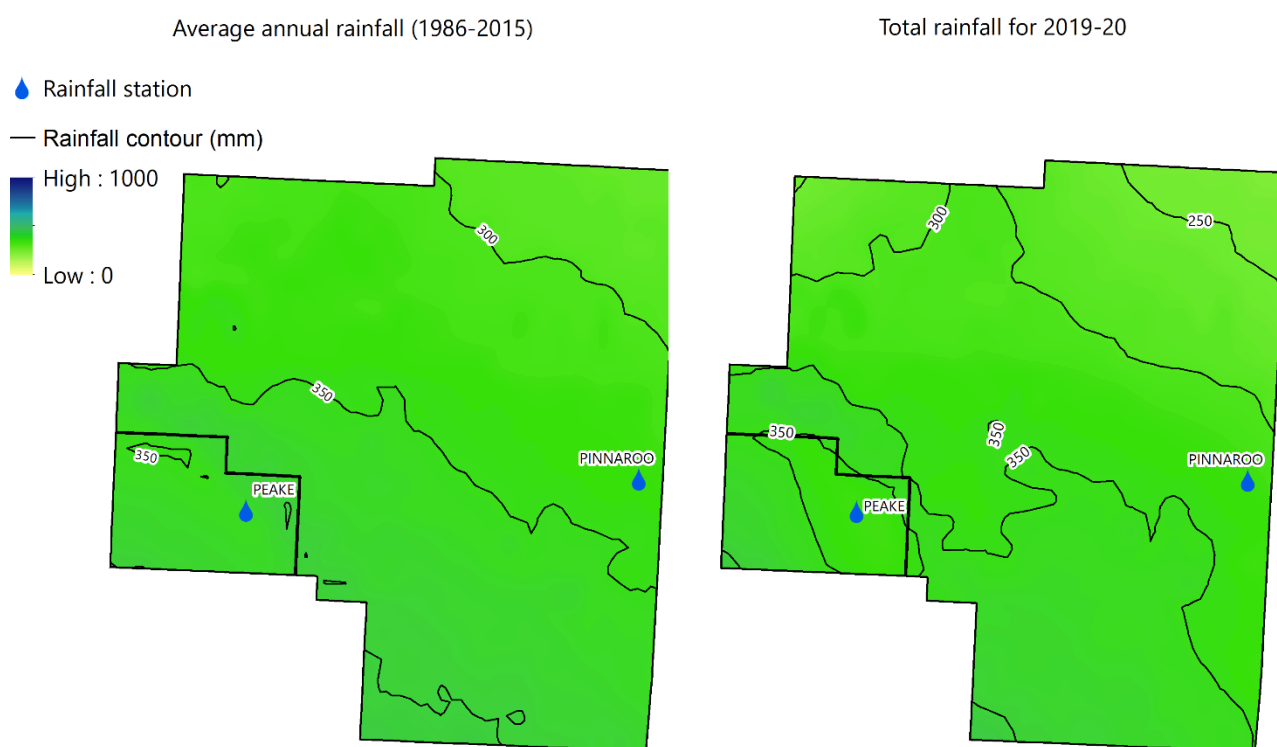 Average annual rainfall (1986-2015)
Total rainfall for 2019-20
Rainfall station
Rainfall contour (mm)
High : 1000
Low : 0
300
350
350
PEAKE
PINNAROO
300
250
350
350
350
PEAKE
PINNAROO